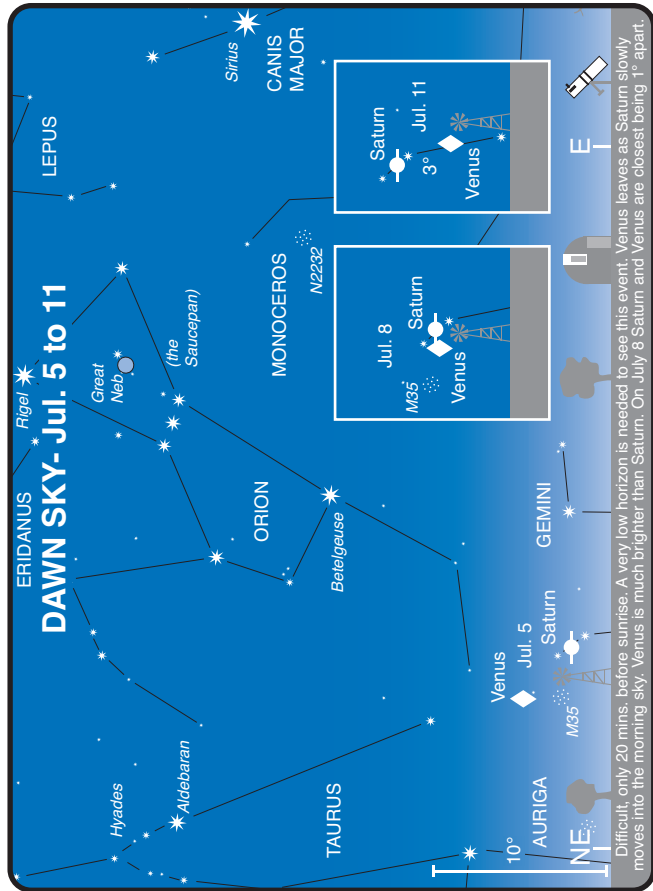 ERIDANUS
Rigel
LEPUS
DAWN SKY- Jul. 5 to 11
Great
Neb.
Hyades
Aldebaran
(the
Saucepan)
Sirius
CANIS
MAJOR
ORION
MONOCEROS
N2232
TAURUS
Betelgeuse
Jul. 8
M35
Saturn
Venus
Saturn
Jul. 11
3°
Venus
10°
Venus
Jul. 5
Saturn
M35
AURIGA
GEMINI
NE
E
Difficult, only 20 mins. before sunrise. A very low horizon is needed to see this event. Venus leaves as Saturn slowly
moves into the morning sky. Venus is much brighter than Saturn. On July 8 Saturn and Venus are closest being 1° apart.